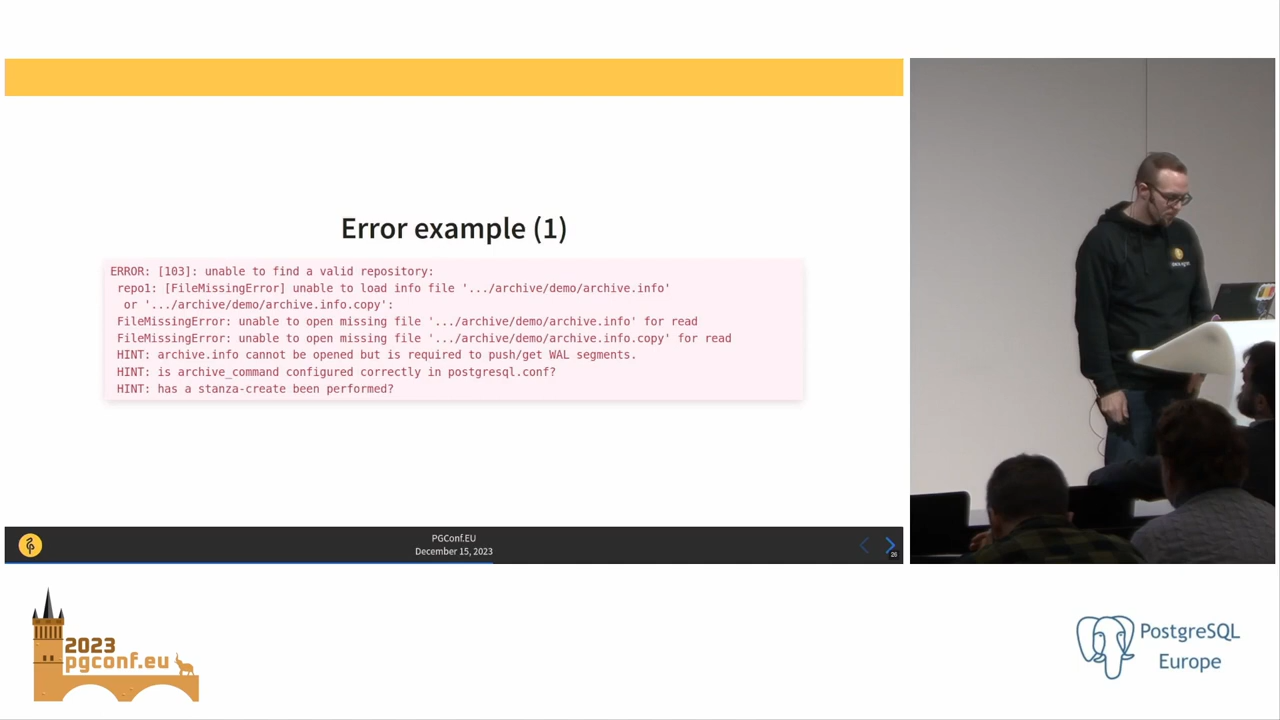 Error example (1)
ERROR: [103]: unable to find a valid repository:
repo1: [FileMissingError] unable to load info file '.../archive/demo/archive.info'
or '.../archive/demo/archive.info.copy':
FileMissingError: unable to open missing file '.../archive/demo/archive.info' for read
FileMissingError: unable to open missing file '.../archive/demo/archive.info.copy' for read
HINT: archive.info cannot be opened but is required to push/get WAL segments.
HINT: is archive_command configured correctly in postgresql.conf?
HINT: has a stanza-create been performed?
PGConf.EU
December 15, 2023
26
2023
pgconf.eu
PostgreSQL
Europe